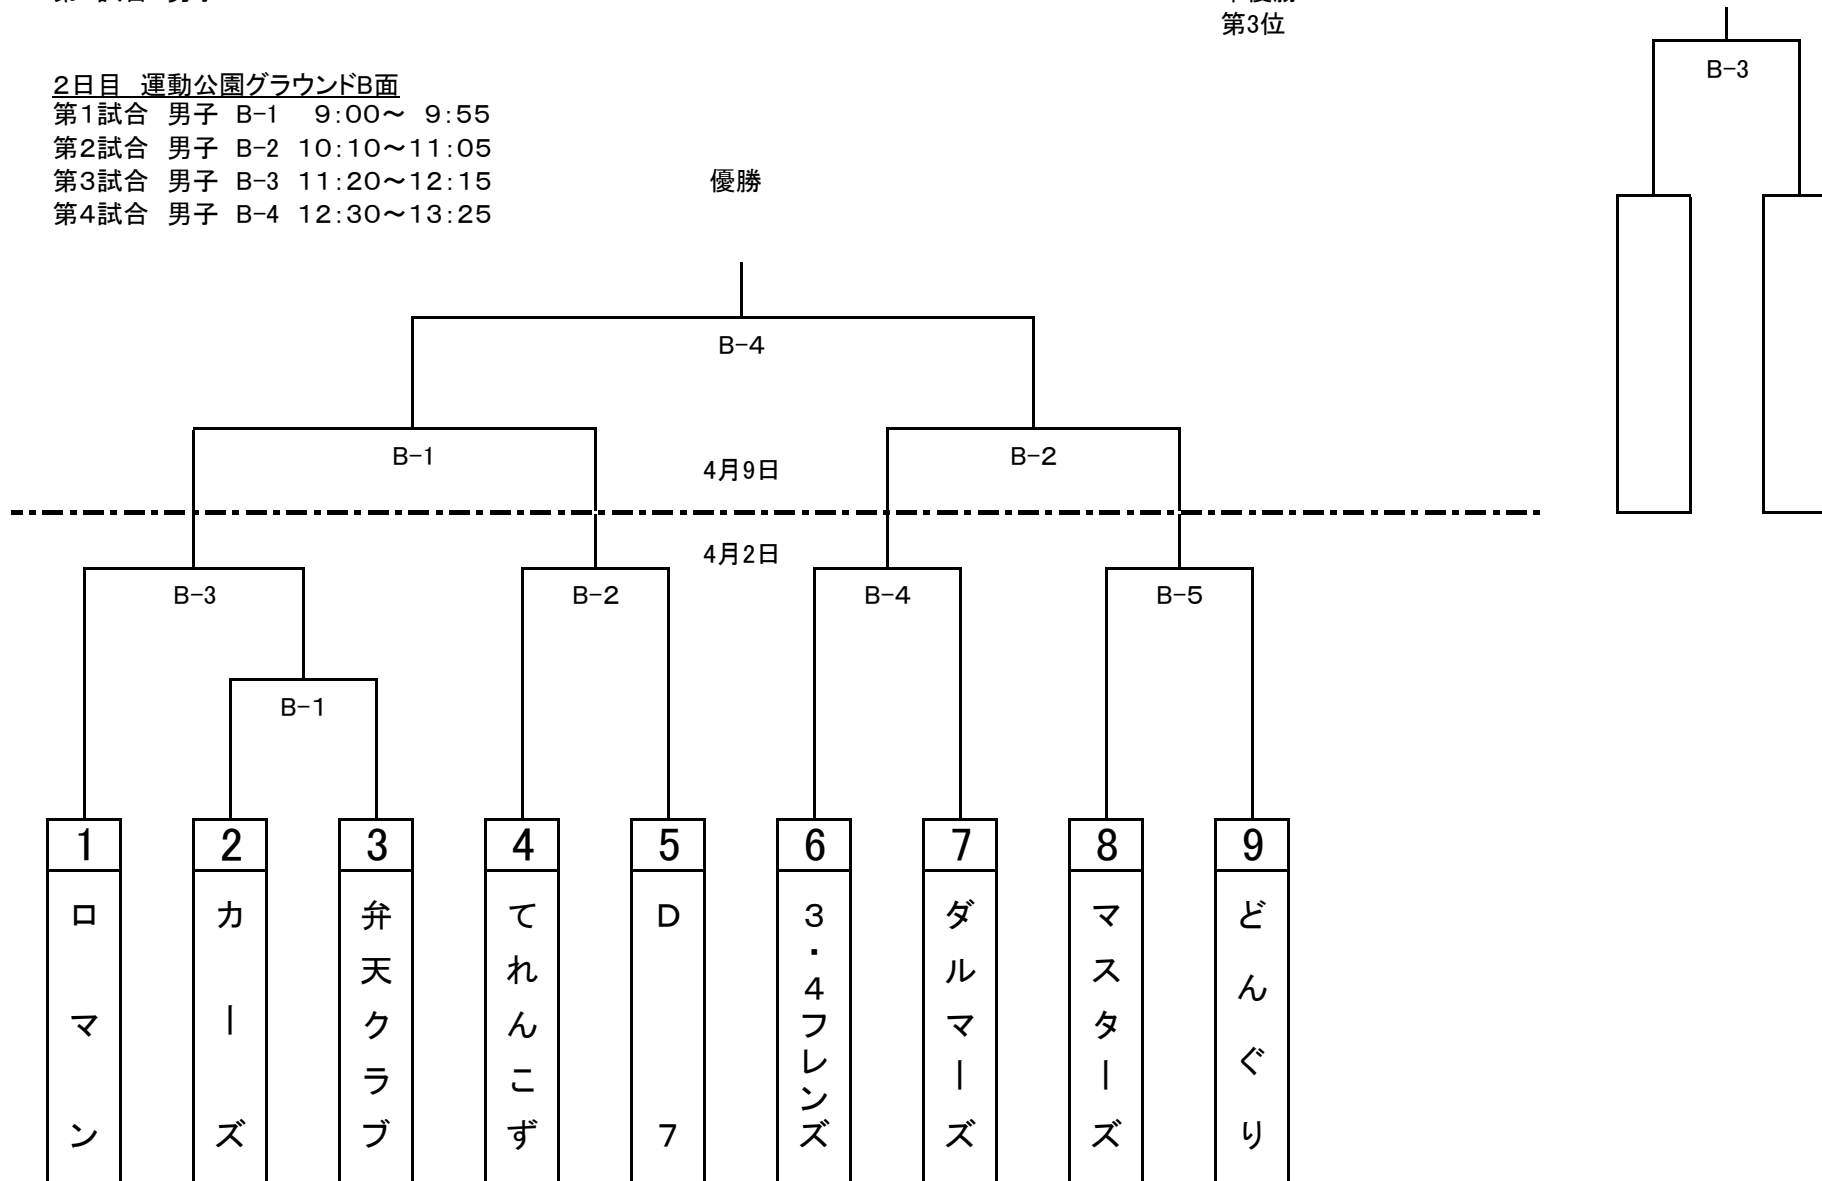 第3位
B-3
２日目　運動公園グラウンドB面
第１試合　男子　B-1　９：００～　９：５５
第２試合　男子　B-2　１０：１０～１１：０５
第３試合　男子　B-3　１１：２０～１２：１５
第４試合　男子　B-4　１２：３０～１３：２５
優勝
B-4
B-1
4月9日
B-2
4月2日
B-3
B-2
B-4
B-5
B-1
1
ロマン
2
カーズ
3
弁天クラブ
4
てれんこず
5
D7
6
3・4フレンズ
7
ダルマーズ
8
マスターズ
9
どんぐり